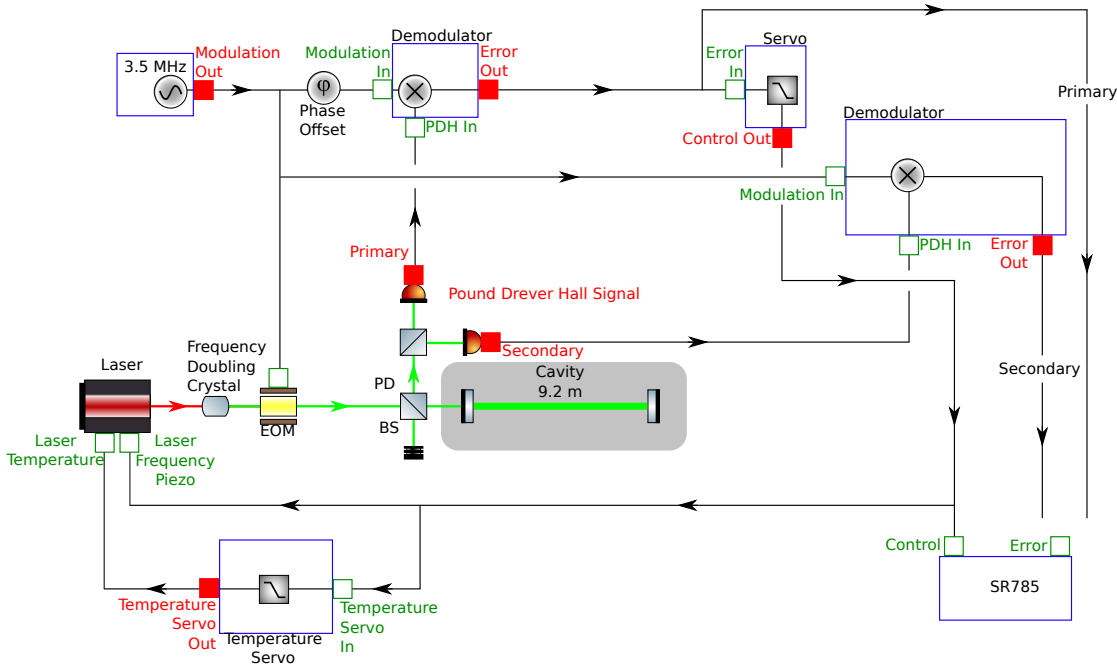 3.5 MHz
Modulation
Out
φ
Phase
Offset
Modulation
In
Demodulator
Error
Out
PDH In
Error
In
Servo
Control Out
Primary
Demodulator
Modulation In
PDH In
Error
Out
Primary
Pound Drever Hall Signal
Secondary
Cavity
9.2 m
Laser
Frequency
Doubling
Crystal
EOM
PD
BS
Laser
Temperature
Laser
Frequency
Piezo
Secondary
Control
Error
SR785
Temperature
Servo
Out
Temperature
Servo
Temperature
Servo
In